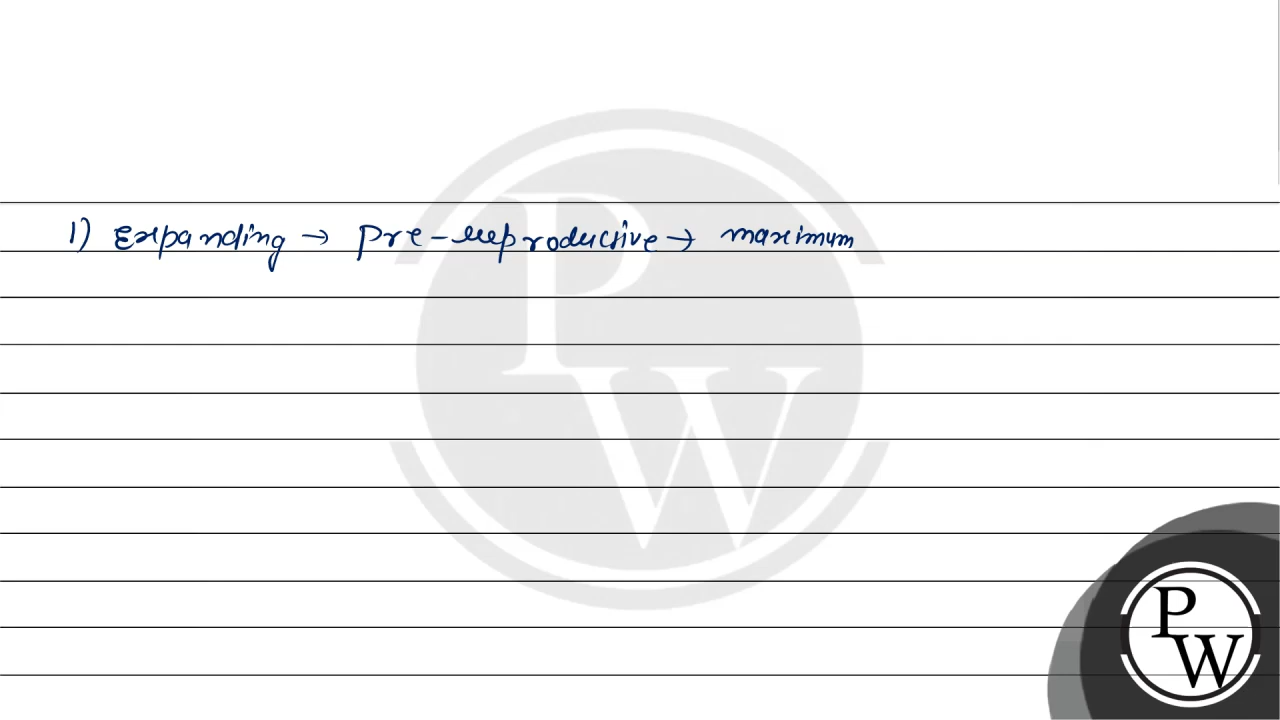 1) Expanding → Pre-reproductive → maximum
P
W
P
W